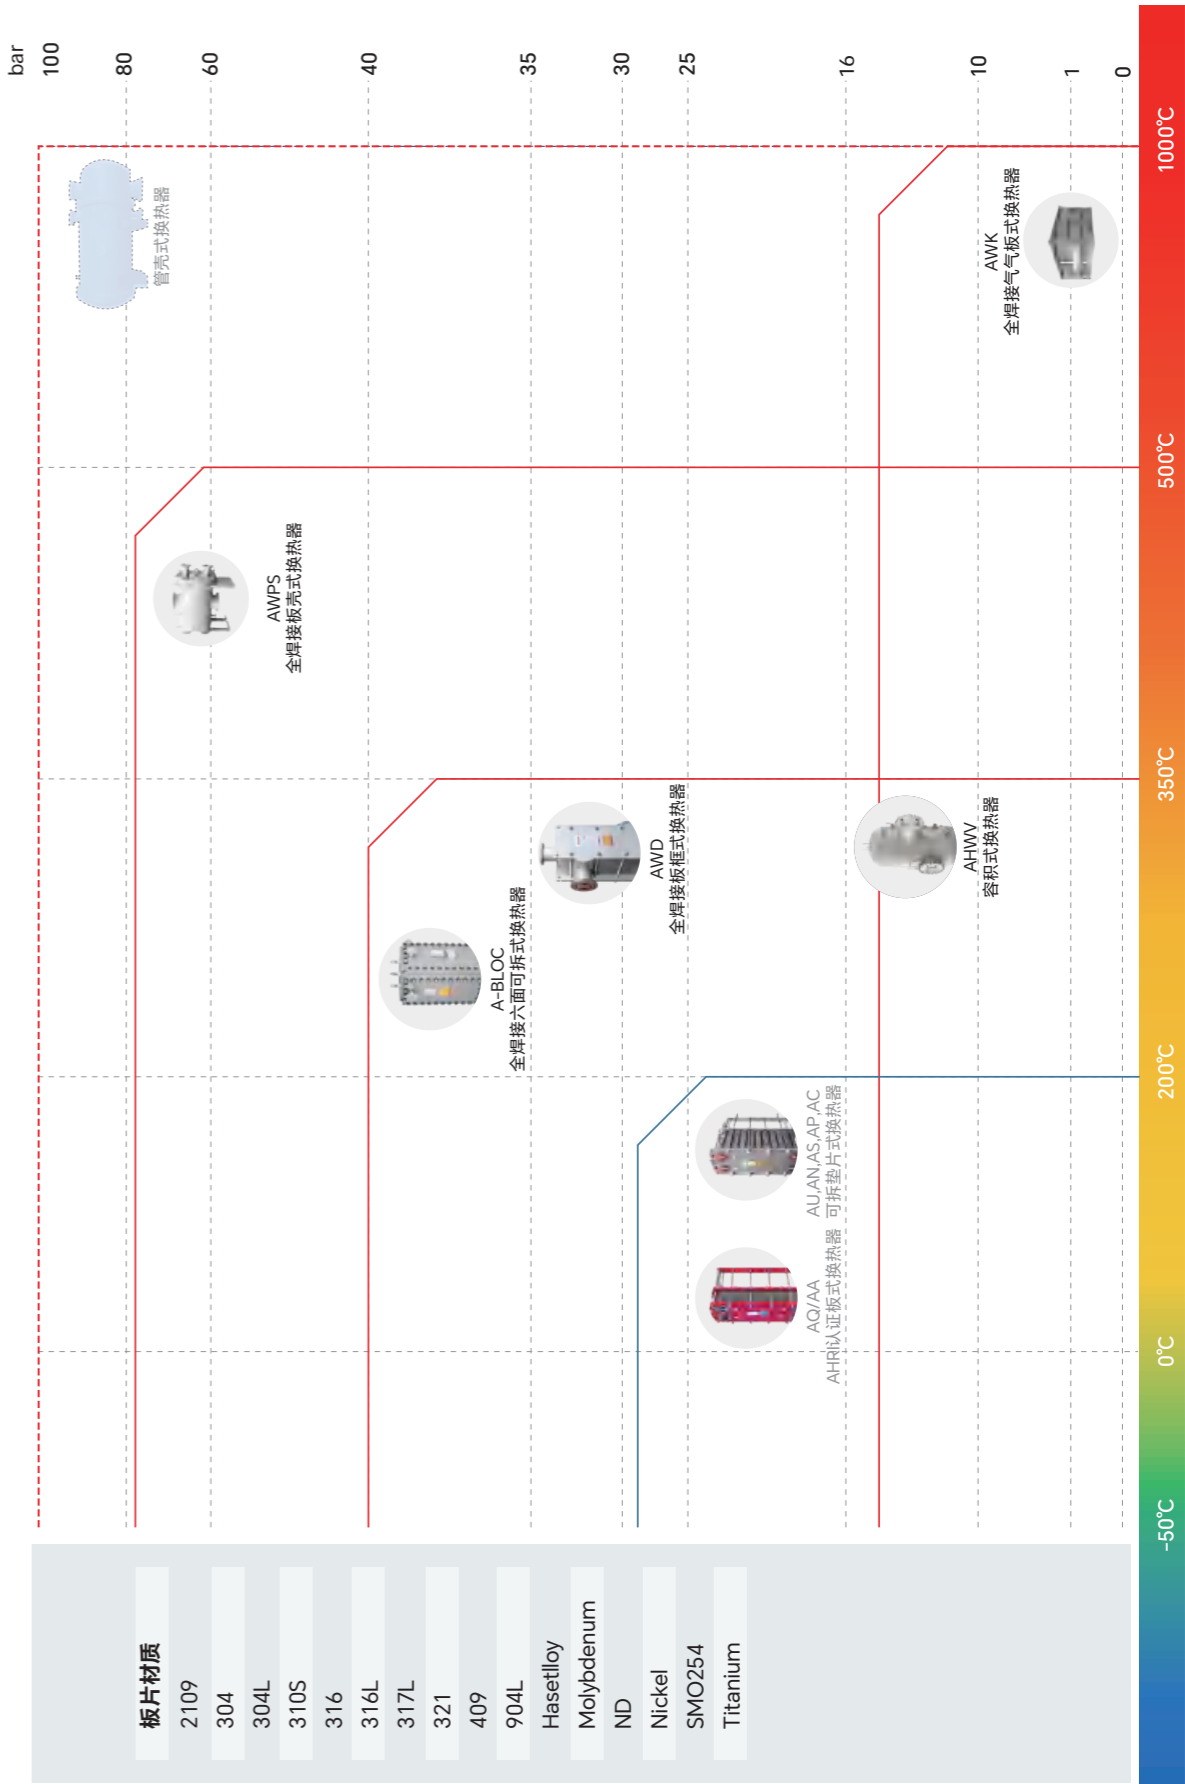 板片材质
2109
304
304L
310S
316
316L
317L
321
409
904L
Hasetlloy
Molybdenum
ND
Nickel
SMO254
Titanium
bar
100
80
60
40
35
30
25
16
10
1
0
管壳式换热器
AWPS
全焊接板壳式换热器
A-BLOC
全焊接六面可拆式换热器
AWD
全焊接板框式换热器
AQ/AA
AHRI认证板式换热器
AU,AN,AS,AP,AC
可拆垫片式换热器
AHWV
容积式换热器
AWK
全焊接气气板式换热器
-50℃
0℃
200℃
350℃
500℃
1000℃